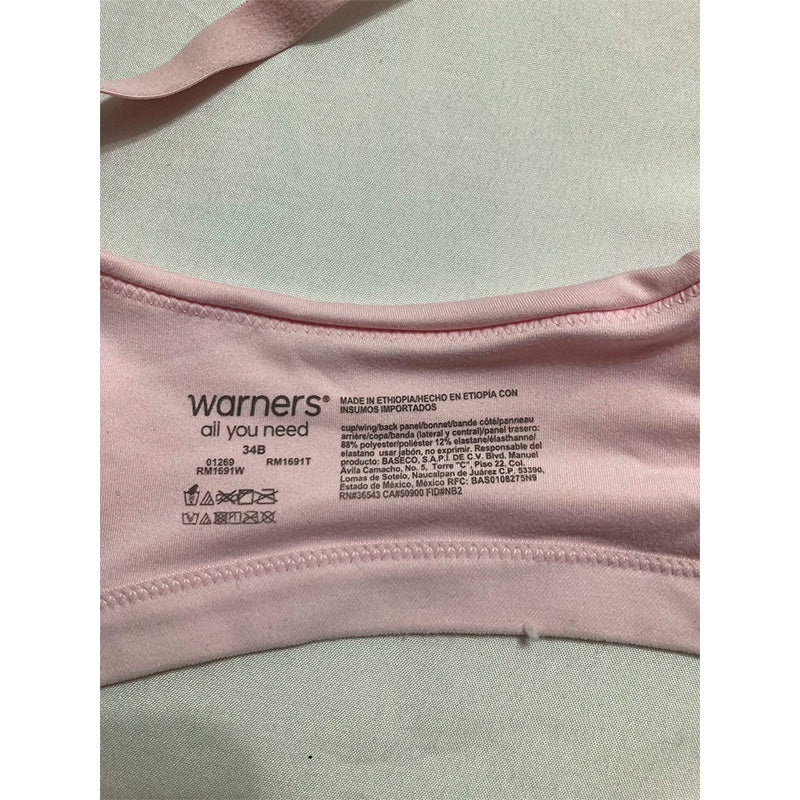 warners®
all you need
34B
01269 RM1691T
RM1691W
MADE IN ETHIOPIA/HECHO EN ETIOPÍA CON
INSUMOS IMPORTADOS
cup/wing/back panel/bonnet/bande côté/panneau
arrière/copa/banda (lateral y central)/panel trasero:
88% polyester/poliéster 12% elastane/élasthanne/
elastano usar jabón, no exprimir. Responsable del
producto: BASECO, S.A.P.I. DE C.V. Blvd. Manuel
Ávila Camacho, No. 5, Torre "C", Piso 22, Col.
Lomas de Sotelo, Naucalpan de Juárez C.P. 53390,
Estado de México, México RFC: BAS0108275N9
RN#36543 CA#50900 FID#NB2